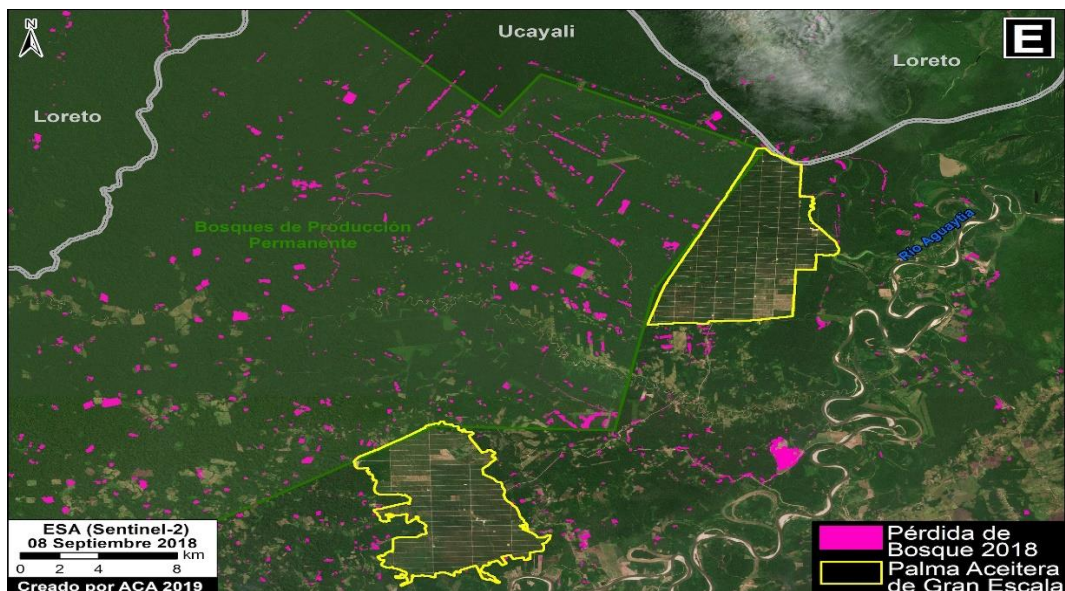 N
Ucayali
E
Loreto
Loreto
Bosques de Producción
Permanente
Río Aguaytía
ESA (Sentinel-2)
08 Septiembre 2018
0 2 4 8 km
Creado por ACA 2019
Pérdida de
Bosque 2018
Palma Aceitera
de Gran Escala